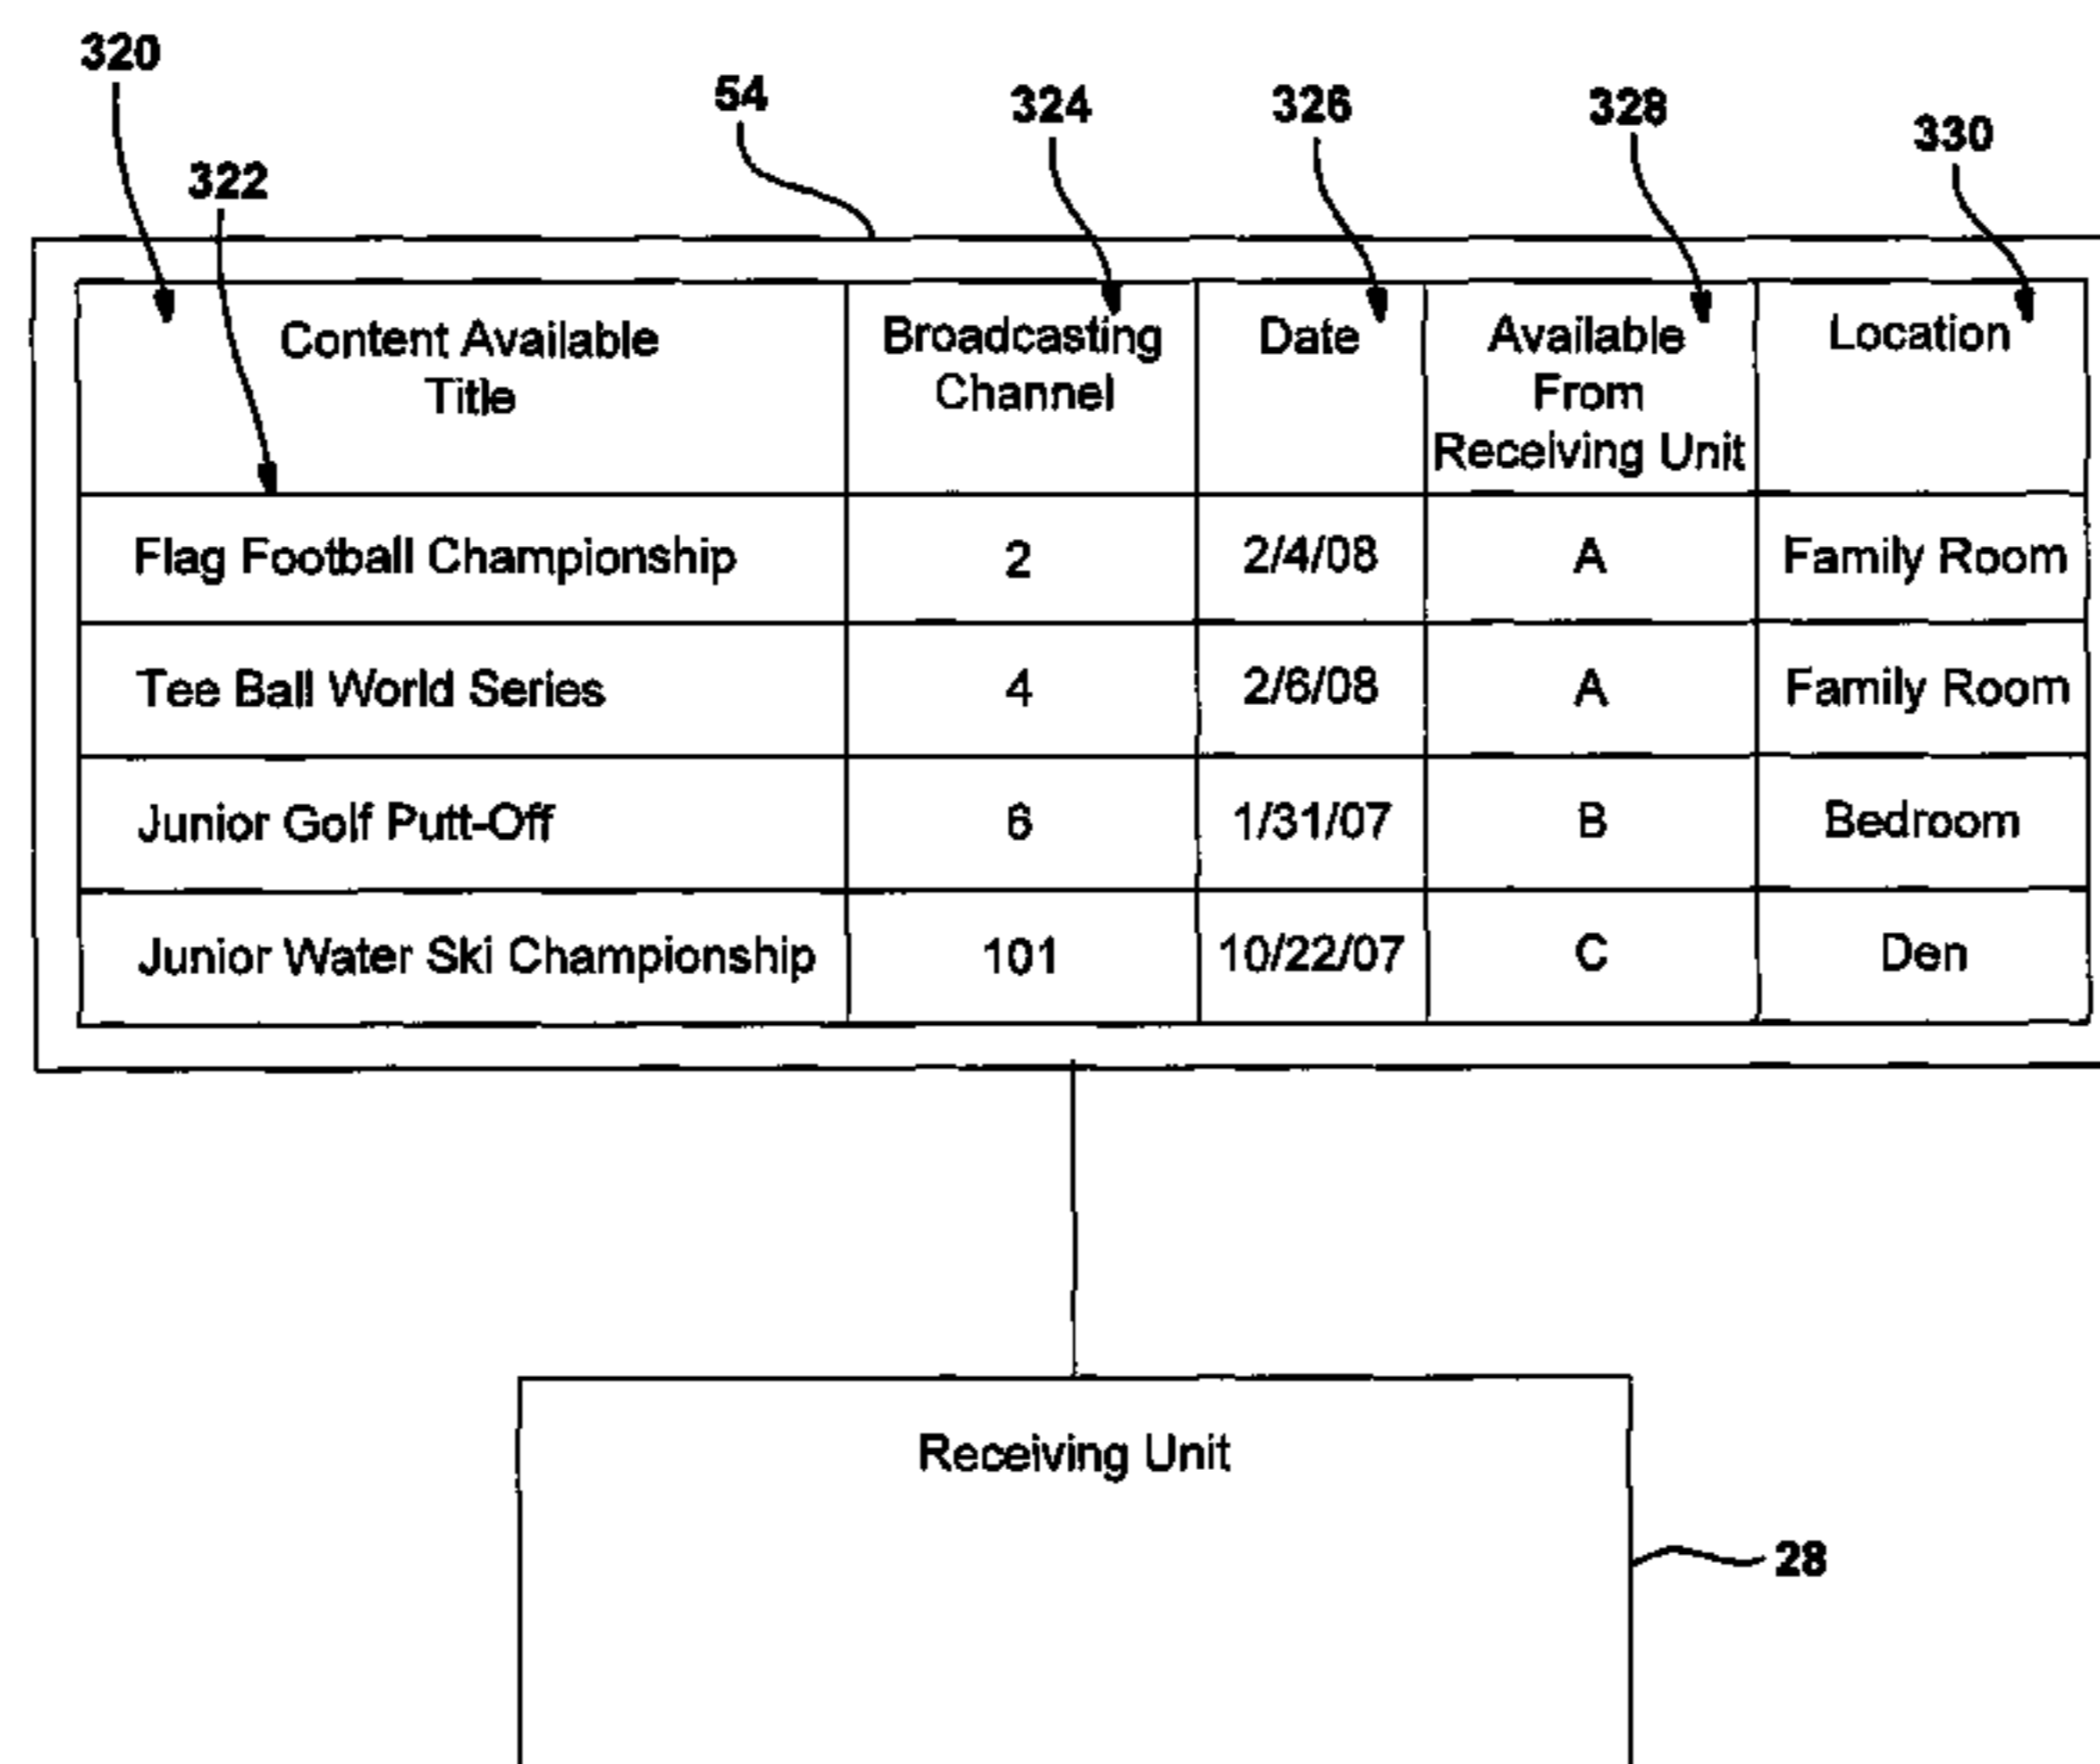 320
54
324
326
328
330
322
Content Available
Title
Broadcasting
Channel
Date
Available
From
Receiving Unit
Location
Flag Football Championship 2 2/4/08 A Family Room
Tee Ball World Series 4 2/6/08 A Family Room
Junior Golf Putt-Off 6 1/31/07 B Bedroom
Junior Water Ski Championship 101 10/22/07 C Den
Receiving Unit
28